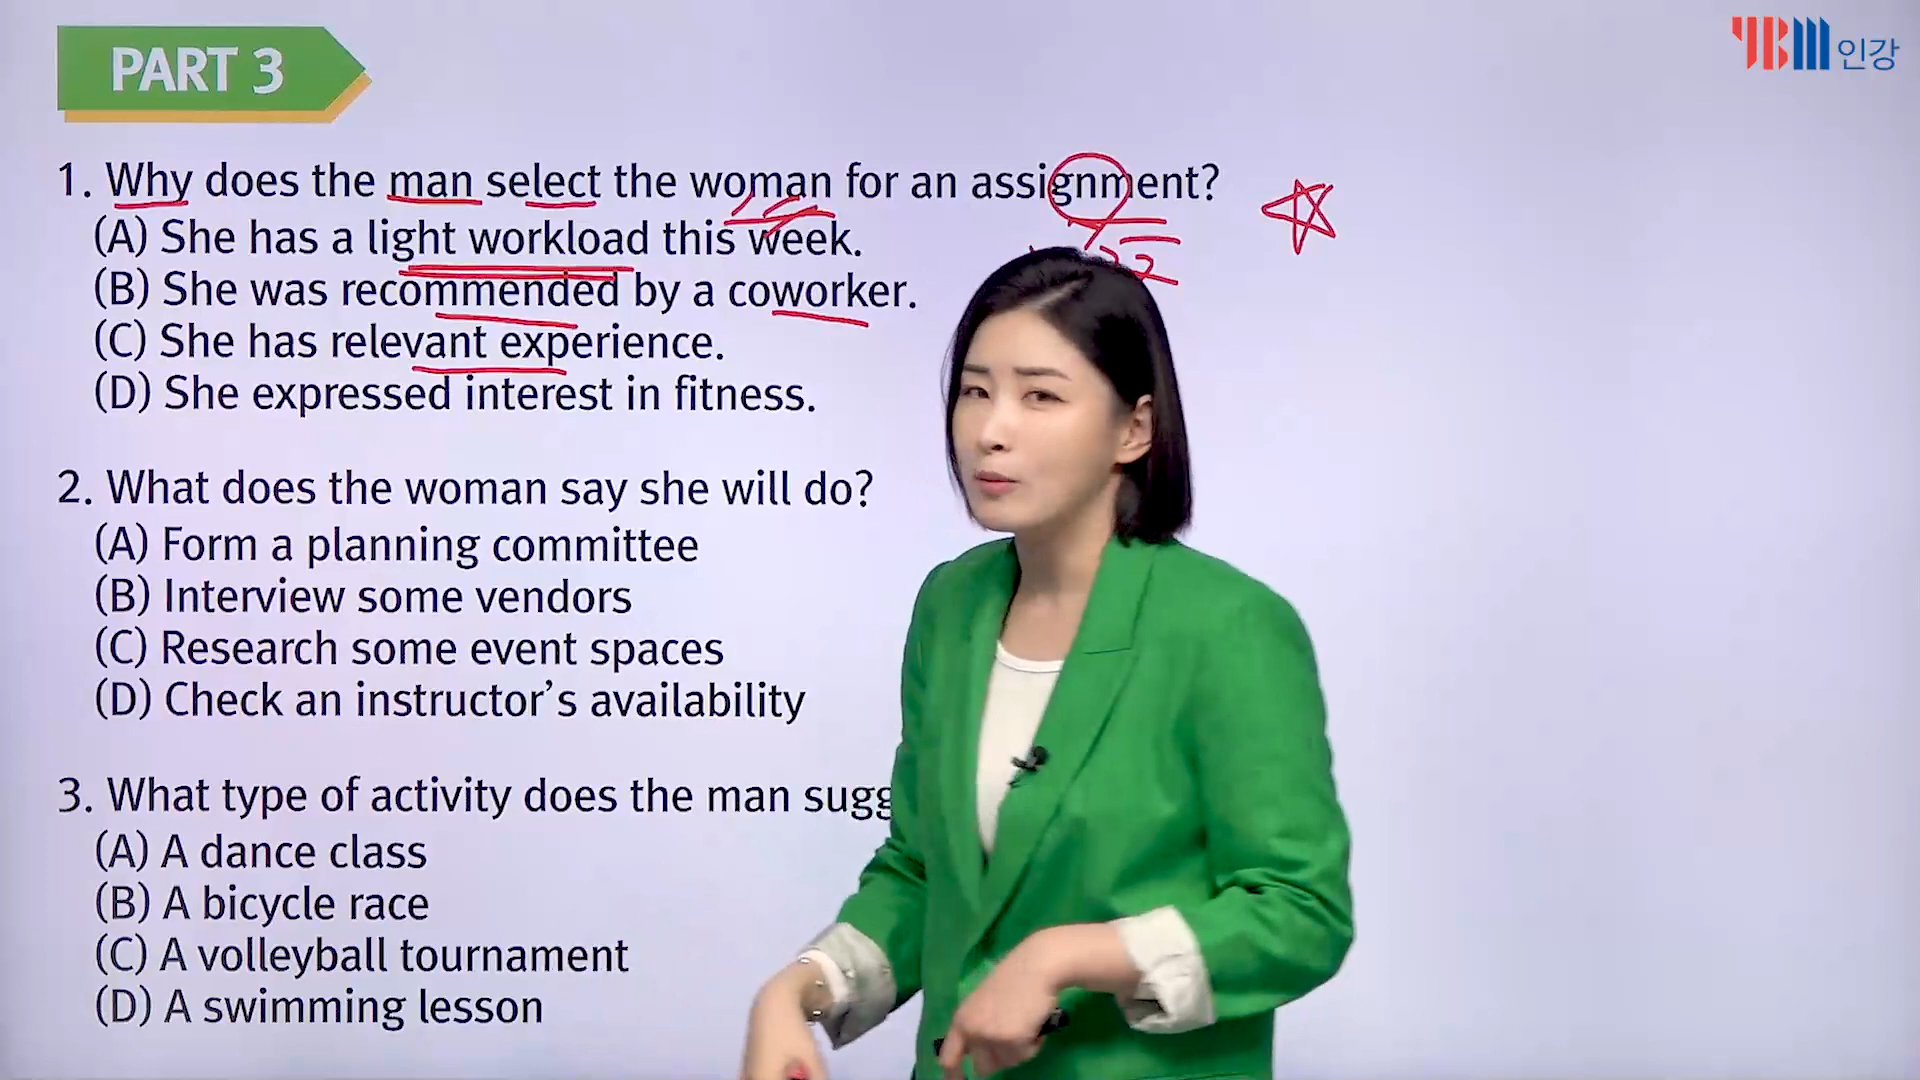 PART 3
YBM 인강
1. Why does the man select the woman for an assignment?
(A) She has a light workload this week.
(B) She was recommended by a coworker.
(C) She has relevant experience.
(D) She expressed interest in fitness.
2. What does the woman say she will do?
(A) Form a planning committee
(B) Interview some vendors
(C) Research some event spaces
(D) Check an instructor's availability
3. What type of activity does the man
(A) A dance class
(B) A bicycle race
(C) A volleyball tournament
(D) A swimming lesson